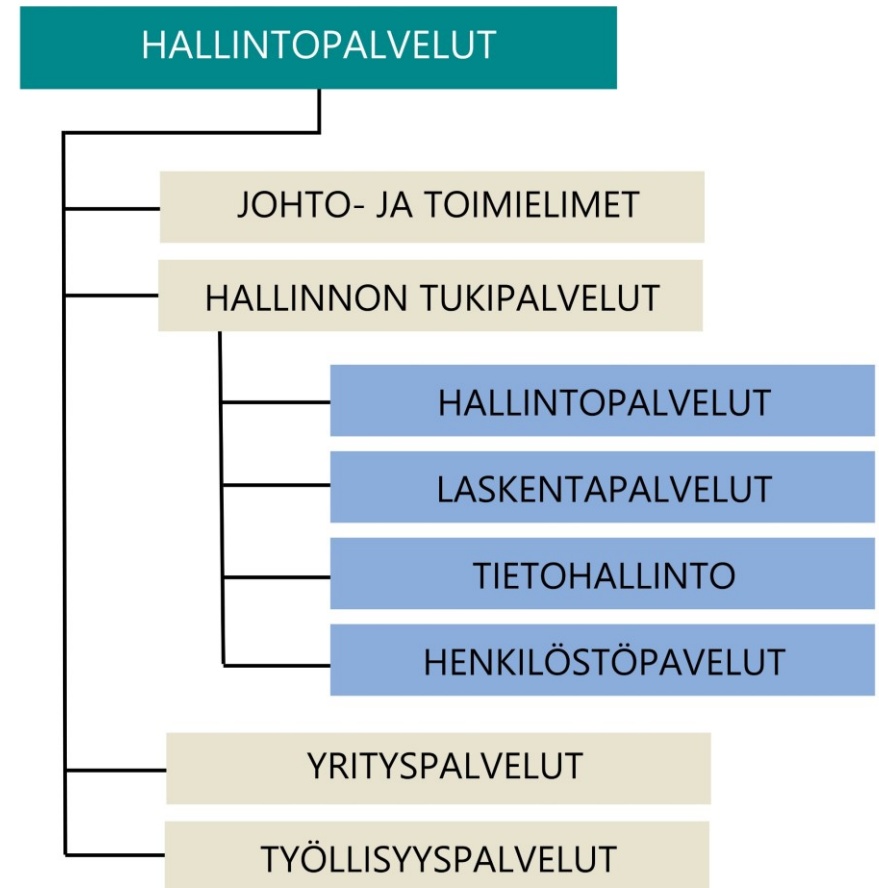 HALLINTOPALVELUT
JOHTO- JA TOIMIELIMET
HALLINNON TUKIPALVELUT
HALLINTOPALVELUT
LASKENTAPALVELUT
TIETOHALLINTO
HENKILÖSTÖPAVELUT
YRITYSPALVELUT
TYÖLLISYYSPALVELUT